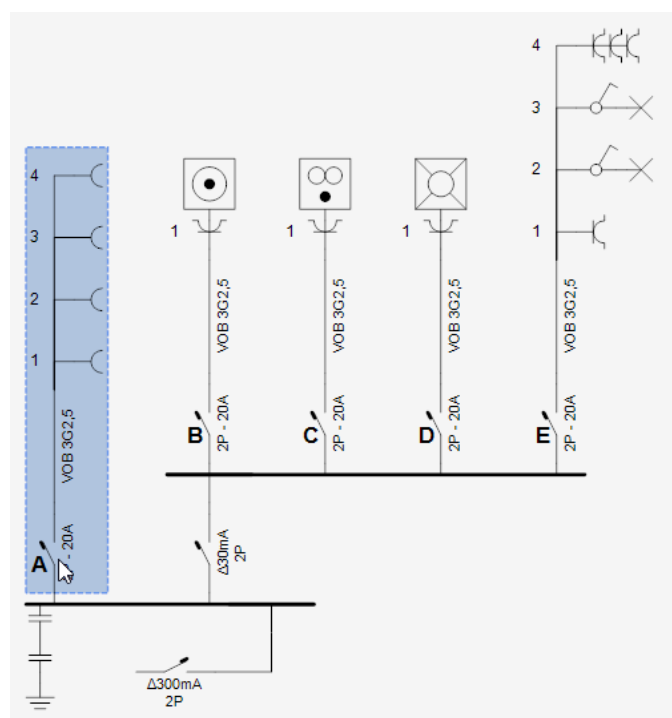 4
3
2
1
VOB 3G2,5
A
- 20A
1
VOB 3G2,5
B
2P - 20A
1
VOB 3G2,5
C
2P - 20A
1
VOB 3G2,5
D
2P - 20A
4
3
2
1
VOB 3G2,5
E
2P - 20A
Δ30mA
2P
Δ300mA
2P